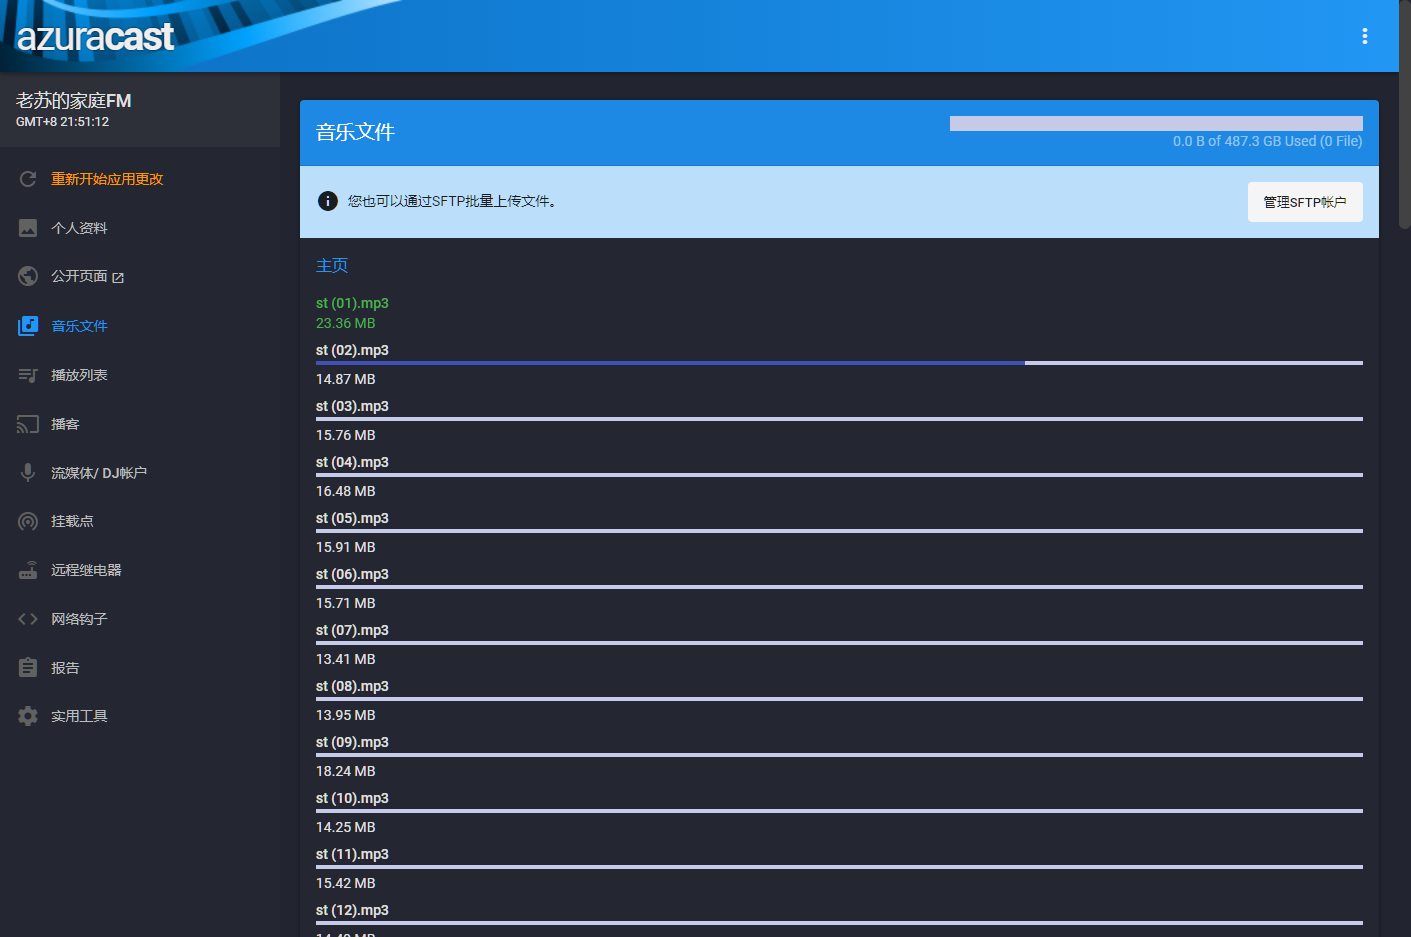 azuracast
老苏的家庭FM
GMT+8 21:51:12
重新开始应用更改
个人资料
公开页面
音乐文件
播放列表
播客
流媒体/ DJ帐户
挂载点
远程继电器
网络钩子
报告
实用工具
音乐文件
0.0 B of 487.3 GB Used (0 File)
您也可以通过SFTP批量上传文件。
管理SFTP帐户
主页
st (01).mp3
23.36 MB
st (02).mp3
14.87 MB
st (03).mp3
15.76 MB
st (04).mp3
16.48 MB
st (05).mp3
15.91 MB
st (06).mp3
15.71 MB
st (07).mp3
13.41 MB
st (08).mp3
13.95 MB
st (09).mp3
18.24 MB
st (10).mp3
14.25 MB
st (11).mp3
15.42 MB
st (12).mp3